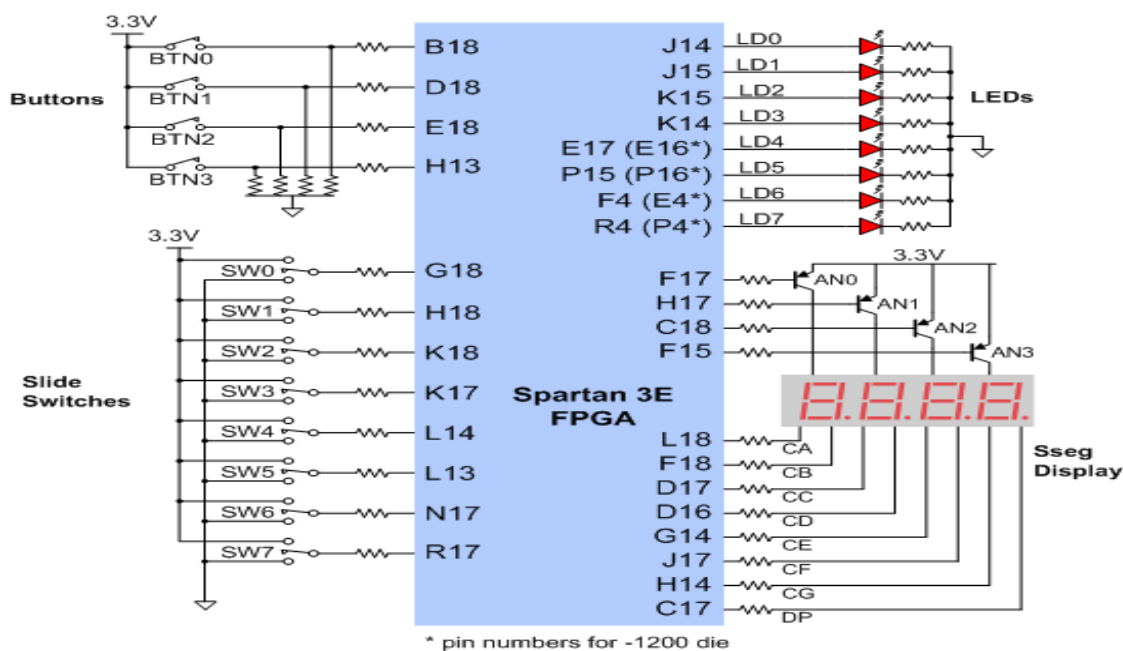 3.3V
BTN0
BTN1
BTN2
BTN3
Buttons
B18
D18
E18
H13
3.3V
SW0
SW1
SW2
SW3
SW4
SW5
SW6
SW7
Slide
Switches
G18
H18
K18
K17
L14
L13
N17
R17
Spartan 3E
FPGA
J14
J15
K15
K14
E17 (E16*)
P15 (P16*)
F4 (E4*)
R4 (P4*)
LD0
LD1
LD2
LD3
LD4
LD5
LD6
LD7
LEDs
3.3V
F17
H17
C18
F15
AN0
AN1
AN2
AN3
8.8.8.8.
L18
F18
D17
D16
G14
J17
H14
C17
CA
CB
CC
CD
CE
CF
CG
DP
Sseg
Display
* pin numbers for -1200 die